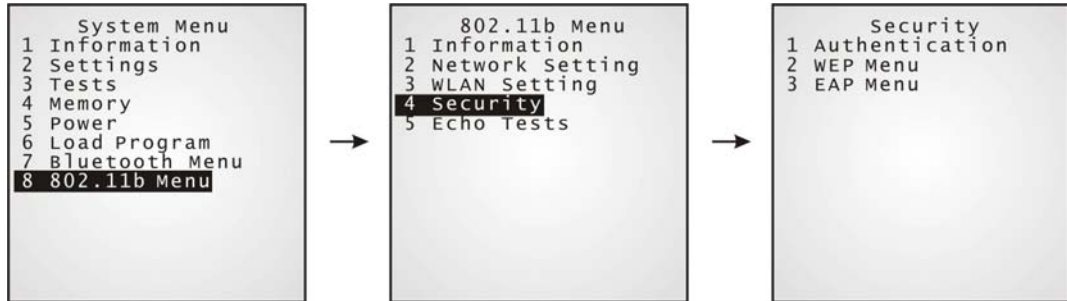 System Menu
1 Information
2 Settings
3 Tests
4 Memory
5 Power
6 Load Program
7 Bluetooth Menu
8 802.11b Menu
802.11b Menu
1 Information
2 Network Setting
3 WLAN Setting
4 Security
5 Echo Tests
Security
1 Authentication
2 WEP Menu
3 EAP Menu